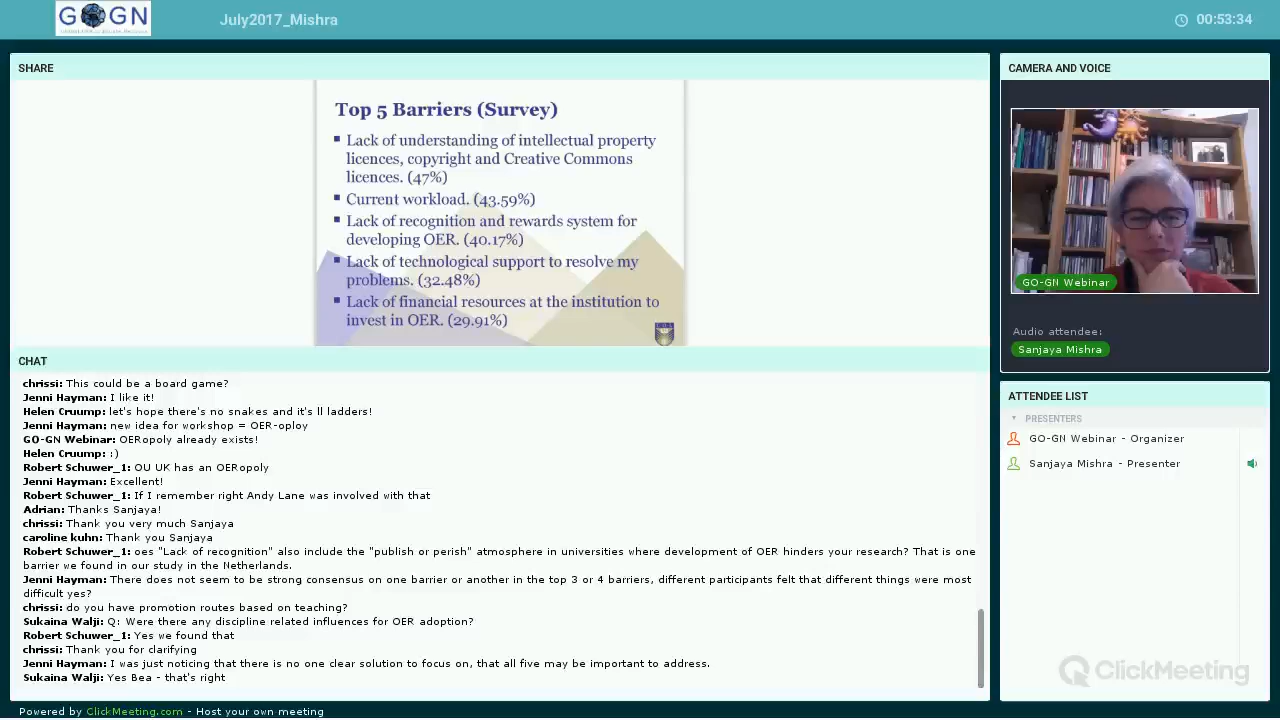 GOGN
July2017_Mishra
00:53:34
SHARE
Top 5 Barriers (Survey)
Lack of understanding of intellectual property
licences, copyright and Creative Commons
licences. (47%)
Current workload. (43.59%)
Lack of recognition and rewards system for
developing OER. (40.17%)
Lack of technological support to resolve my
problems. (32.48%)
Lack of financial resources at the institution to
invest in OER. (29.91%)
CAMERA AND VOICE
GO-GN Webinar
Audio attendee:
Sanjaya Mishra
CHAT
chrissi: This could be a board game?
Jenni Hayman: I like it!
Helen Cruump: let's hope there's no snakes and it's ll ladders!
Jenni Hayman: new idea for workshop = OER-oploy
GO-GN Webinar: OERopoly already exists!
Helen Cruump: :)
Robert Schuwer_1: OU UK has an OERopoly
Jenni Hayman: Excellent!
Robert Schuwer_1: If I remember right Andy Lane was involved with that
Adrian: Thanks Sanjaya!
chrissi: Thank you very much Sanjaya
caroline kuhn: Thank you Sanjaya
Robert Schuwer_1: oes "Lack of recognition" also include the "publish or perish" atmosphere in universities where development of OER hinders your research? That is one
barrier we found in our study in the Netherlands.
Jenni Hayman: There does not seem to be strong consensus on one barrier or another in the top 3 or 4 barriers, different participants felt that different things were most
difficult yes?
chrissi: do you have promotion routes based on teaching?
Sukaina Walji: Q: Were there any discipline related influences for OER adoption?
Robert Schuwer_1: Yes we found that
chrissi: Thank you for clarifying
Jenni Hayman: I was just noticing that there is no one clear solution to focus on, that all five may be important to address.
Sukaina Walji: Yes Bea - that's right
ATTENDEE LIST
PRESENTERS
GO-GN Webinar - Organizer
Sanjaya Mishra - Presenter
ClickMeeting
Powered by ClickMeeting.com - Host your own meeting